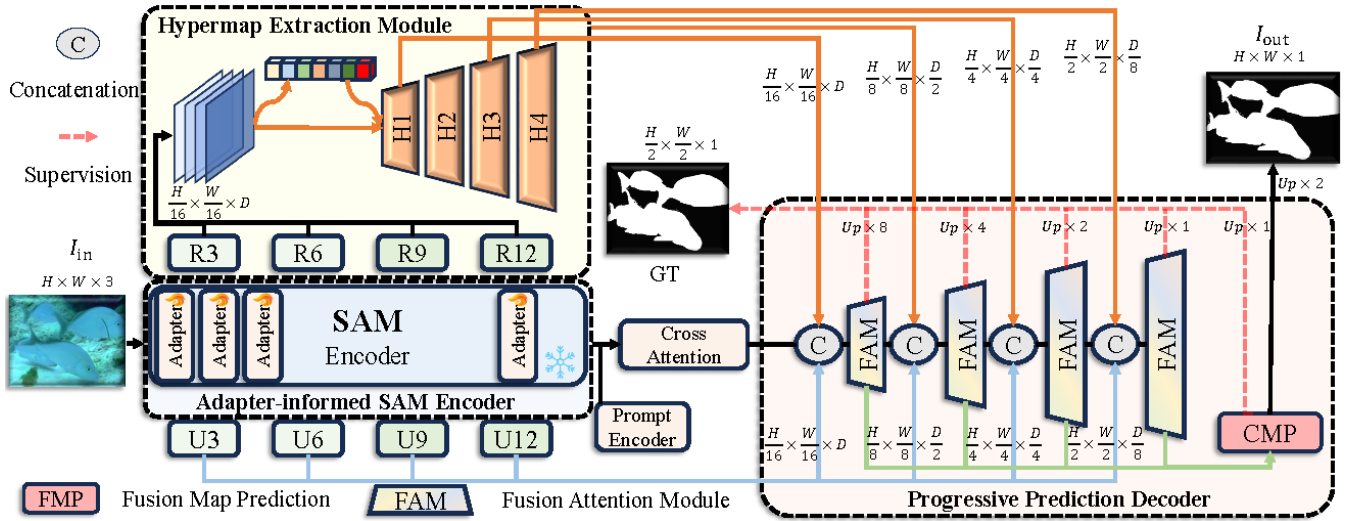 Hypermap Extraction Module
C
Concatenation
Supervision
H1
H2
H3
H4
H/16 × W/16 × D
R3
R6
R9
R12
I_in
H × W × 3
Adapter
Adapter
Adapter
SAM
Encoder
Adapter
Adapter-informed SAM Encoder
U3
U6
U9
U12
Cross
Attention
Prompt
Encoder
H/2 × W/2 × 1
GT
H/16 × W/16 × D
H/8 × W/8 × D/2
H/4 × W/4 × D/4
H/2 × W/2 × D/8
I_out
H × W × 1
Up × 2
Up × 8
Up × 4
Up × 2
Up × 1
Up × 1
C
FAM
C
FAM
C
FAM
C
FAM
CMP
H/16 × W/16 × D
H/8 × W/8 × D/2
H/4 × W/4 × D/4
H/2 × W/2 × D/8
Progressive Prediction Decoder
FMP
Fusion Map Prediction
FAM
Fusion Attention Module